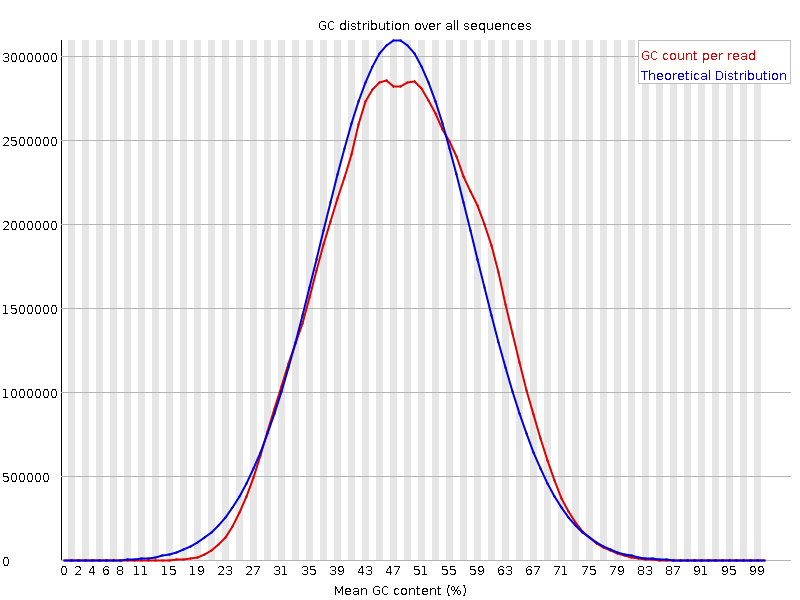 GC distribution over all sequences
GC count per read
Theoretical Distribution
3000000
2500000
2000000
1500000
1000000
500000
0
0 2 4 6 8 11 15 19 23 27 31 35 39 43 47 51 55 59 63 67 71 75 79 83 87 91 95 99
Mean GC content (%)